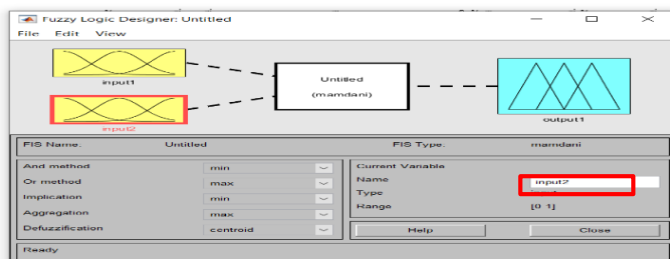 Fuzzy Logic Designer: Untitled
File Edit View
input1
Untitled
(mamdani)
input2
output1
FIS Name: Untitled FIS Type: mamdani
And method min
Or method max
Implication min
Aggregation max
Defuzzification centroid
Current Variable
Name input2
Type
Range [0 1]
Help Close
Ready